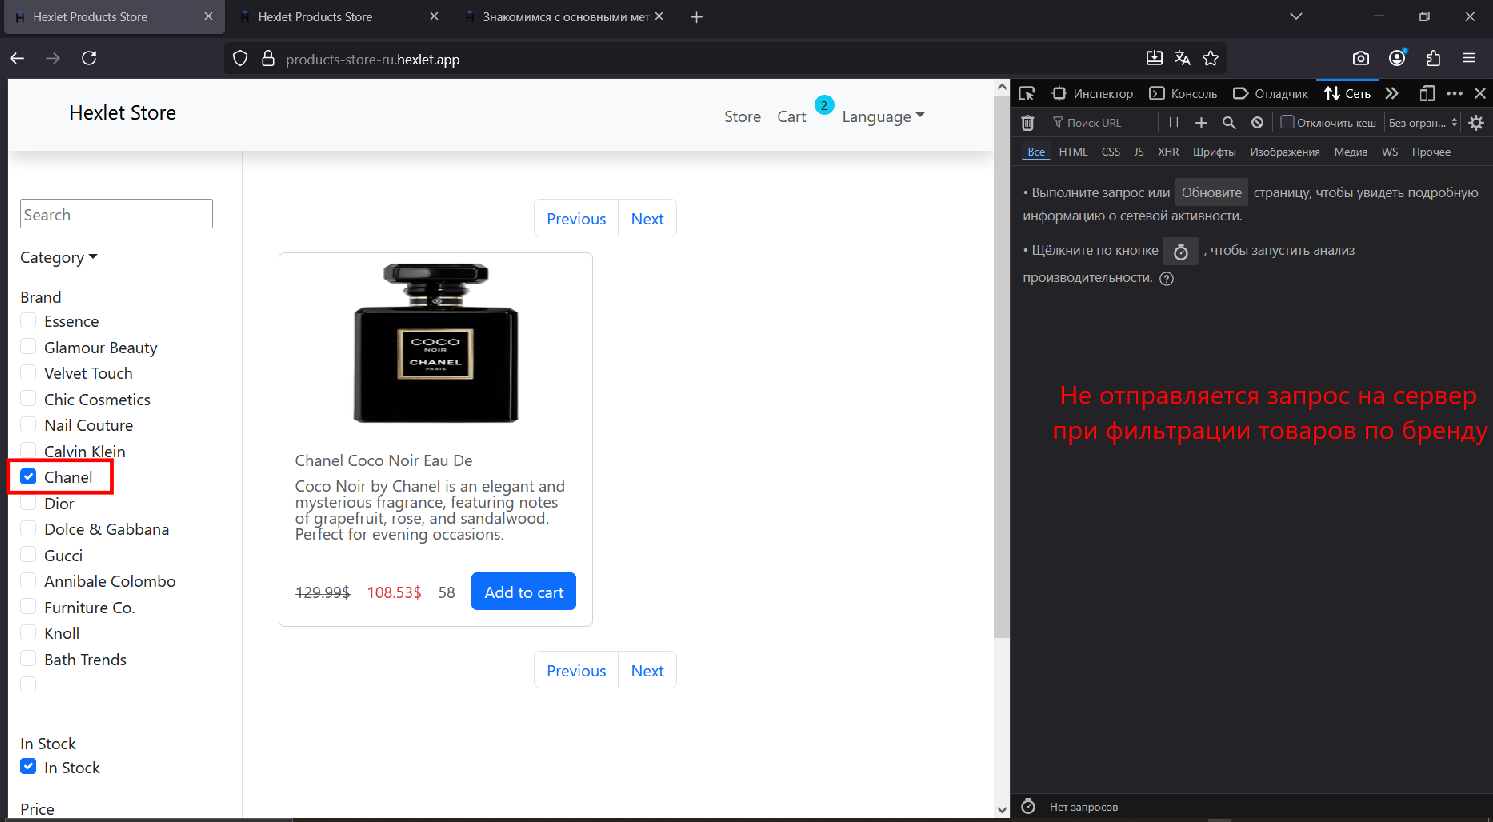 Hexlet Products Store
Hexlet Products Store
Знакомимся с основными мет
products-store-ru.hexlet.app
Hexlet Store
Store
Cart
2
Language
Search
Category
Brand
Essence
Glamour Beauty
Velvet Touch
Chic Cosmetics
Nail Couture
Calvin Klein
Chanel
Dior
Dolce & Gabbana
Gucci
Annibale Colombo
Furniture Co.
Knoll
Bath Trends
In Stock
In Stock
Price
Previous Next
COCO
NOIR
CHANEL
PARIS
Chanel Coco Noir Eau De
Coco Noir by Chanel is an elegant and
mysterious fragrance, featuring notes
of grapefruit, rose, and sandalwood.
Perfect for evening occasions.
129.99$ 108.53$ 58 Add to cart
Previous Next
Инспектор Консоль Отладчик Сеть
Поиск URL Отключить кеш Без огран...
Все HTML CSS JS XHR Шрифты Изображения Медиа WS Прочее
• Выполните запрос или Обновите страницу, чтобы увидеть подробную
информацию о сетевой активности.
• Щёлкните по кнопке , чтобы запустить анализ
производительности. ?
Не отправляется запрос на сервер
при фильтрации товаров по бренду
Нет запросов